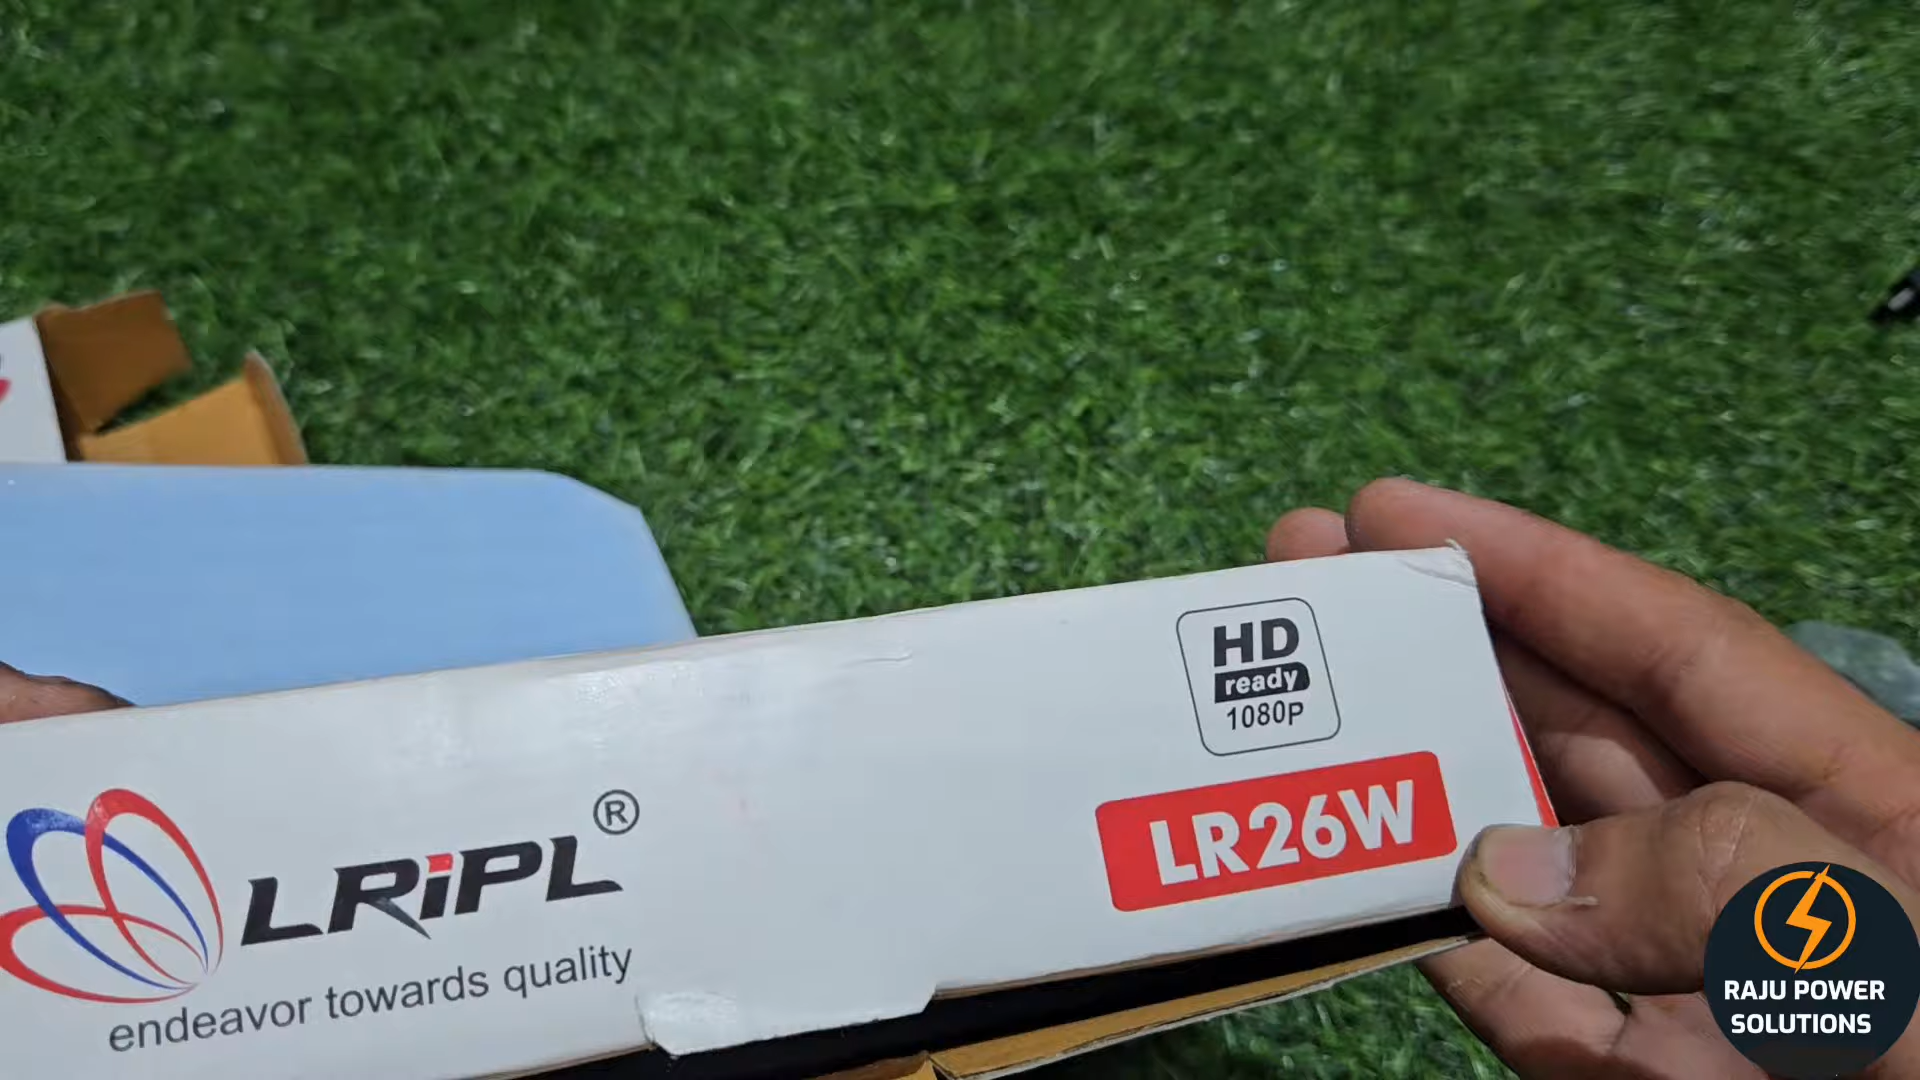 HD
ready
1080P
LR26W
LRiPL®
endeavor towards quality
RAJU POWER
SOLUTIONS